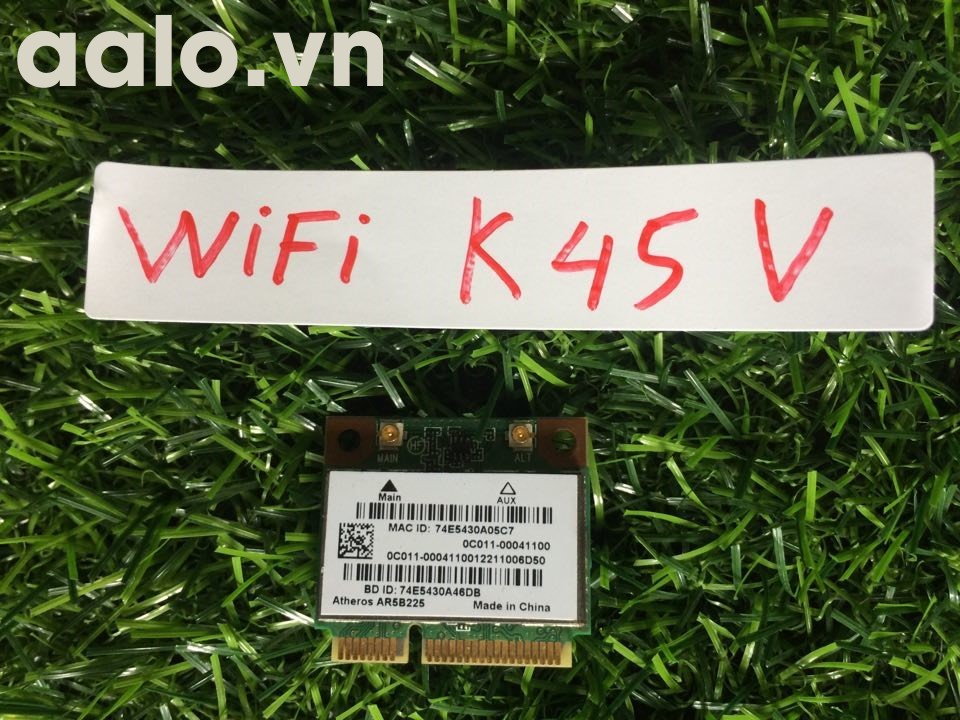 aalo.vn
WiFi K45V
MAIN HF ALT
Main AUX
MAC ID: 74E5430A05C7
0C011-00041100
0C011-0004110012211006D50
BD ID: 74E5430A46DB
Atheros AR5B225 Made in China